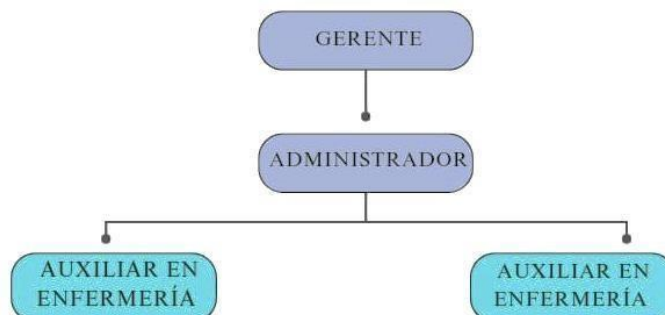 GERENTE
ADMINISTRADOR
AUXILIAR EN
ENFERMERÍA
AUXILIAR EN
ENFERMERÍA